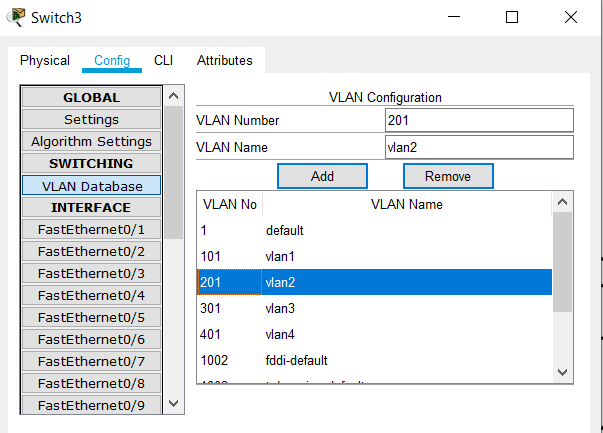 Switch3
Physical Config CLI Attributes
GLOBAL
Settings
Algorithm Settings
SWITCHING
VLAN Database
INTERFACE
FastEthernet0/1
FastEthernet0/2
FastEthernet0/3
FastEthernet0/4
FastEthernet0/5
FastEthernet0/6
FastEthernet0/7
FastEthernet0/8
FastEthernet0/9
VLAN Configuration
VLAN Number 201
VLAN Name vlan2
Add Remove
VLAN No VLAN Name
1 default
101 vlan1
201 vlan2
301 vlan3
401 vlan4
1002 fddi-default